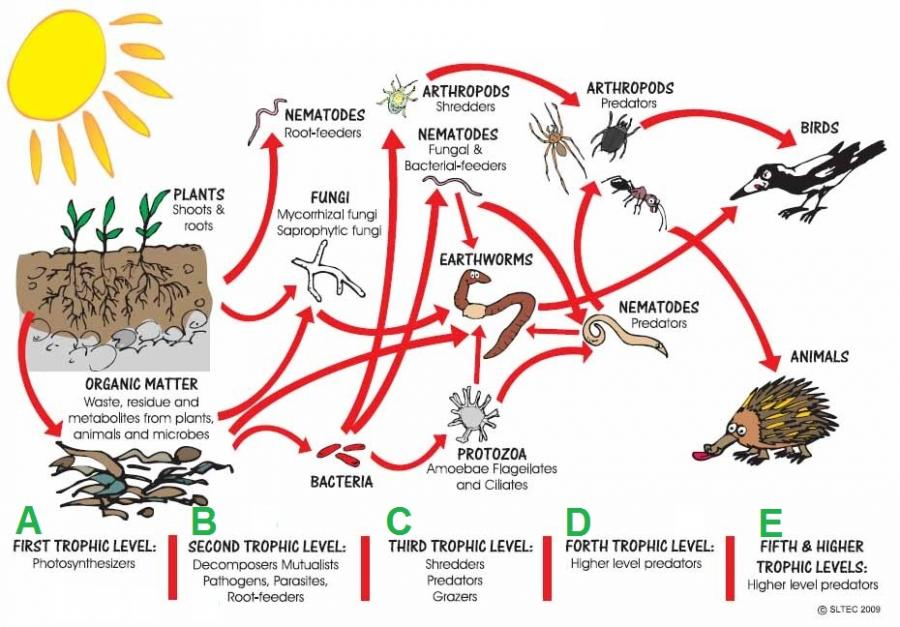 NEMATODES
Root-feeders
ARTHROPODS
Shredders
ARTHROPODS
Predators
NEMATODES
Fungal &
Bacterial-feeders
BIRDS
PLANTS
Shoots &
roots
FUNGI
Mycorrhizal fungi
Saprophytic fungi
EARTHWORMS
NEMATODES
Predators
ANIMALS
ORGANIC MATTER
Waste, residue and
metabolites from plants,
animals and microbes
BACTERIA
PROTOZOA
Amoebae Flagellates
and Ciliates
A
FIRST TROPHIC LEVEL:
Photosynthesizers
B
SECOND TROPHIC LEVEL:
Decomposers Mutualists
Pathogens, Parasites,
Root-feeders
C
THIRD TROPHIC LEVEL:
Shredders
Predators
Grazers
D
FORTH TROPHIC LEVEL:
Higher level predators
E
FIFTH & HIGHER
TROPHIC LEVELS:
Higher level predators
© SLTEC 2009